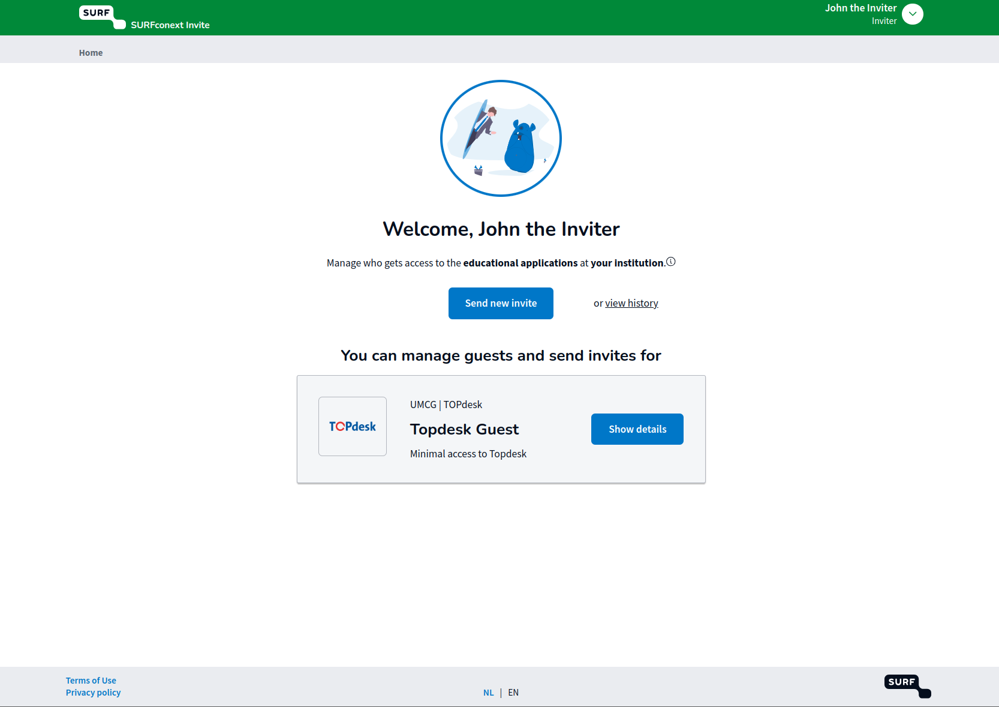 SURF
SURFconext Invite
John the Inviter
Inviter
Home
Welcome, John the Inviter
Manage who gets access to the educational applications at your institution.
Send new invite
or view history
You can manage guests and send invites for
TOPdesk
UMCG | TOPdesk
Topdesk Guest
Minimal access to Topdesk
Show details
Terms of Use
Privacy policy
NL | EN
SURF